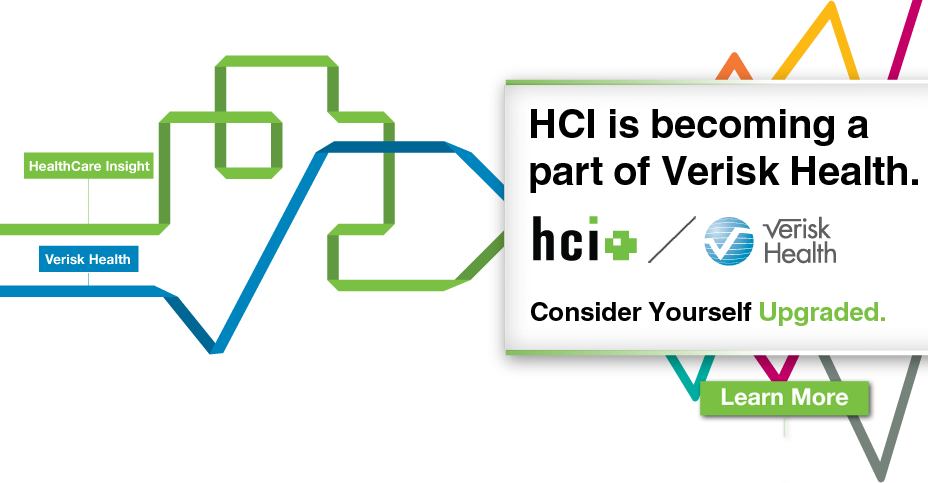 HealthCare Insight
Verisk Health
HCI is becoming a
part of Verisk Health.
hci
Verisk
Health
Consider Yourself Upgraded.
Learn More